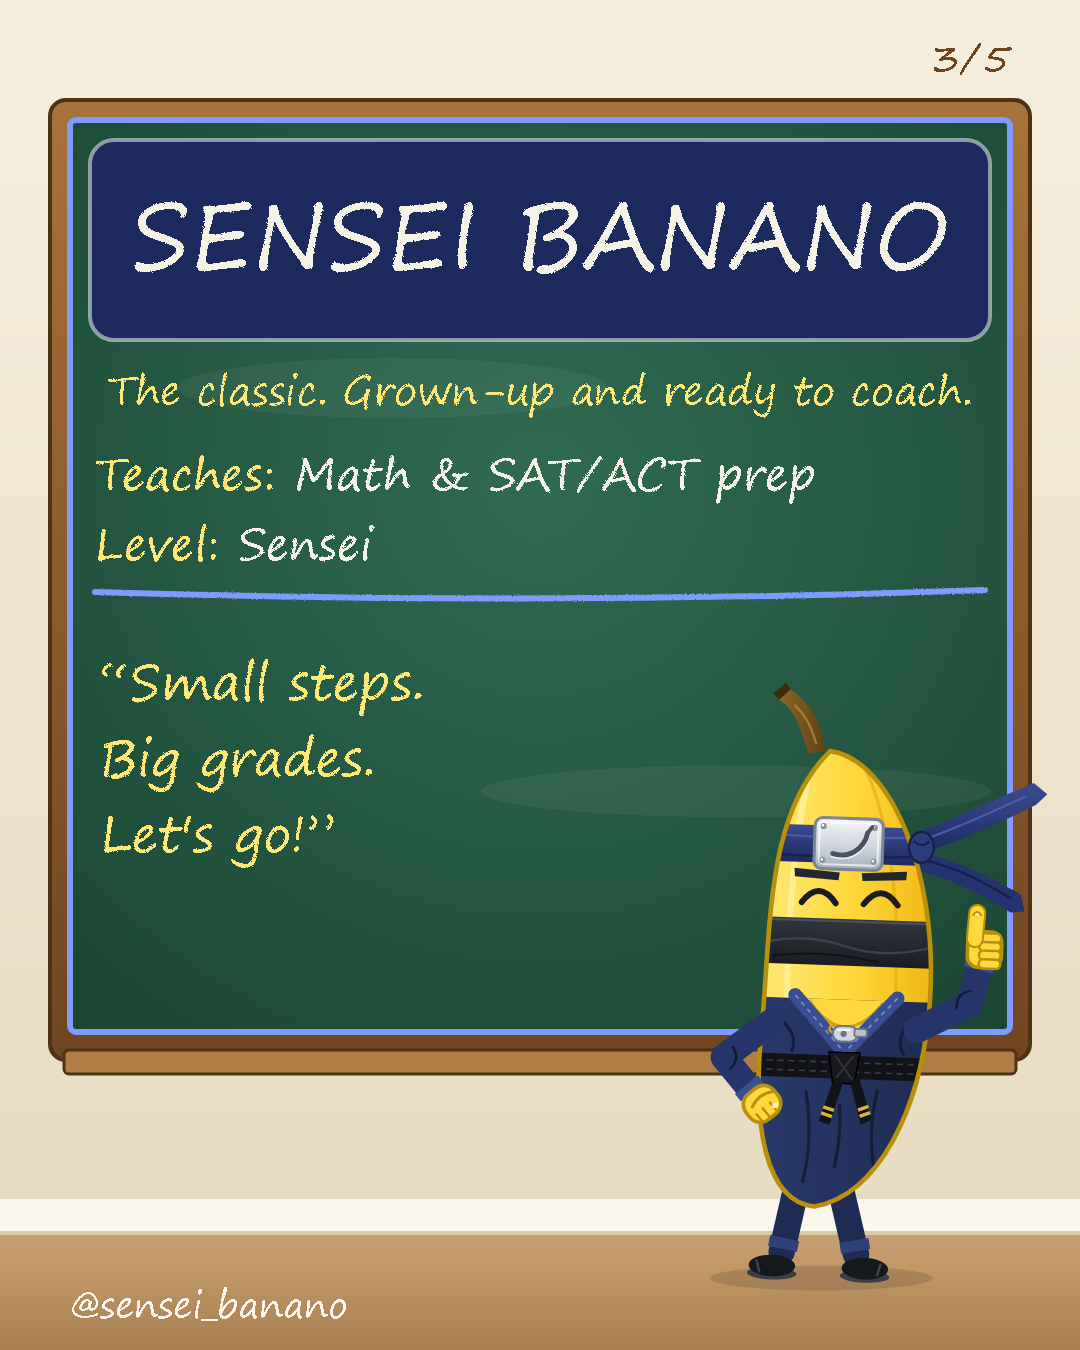 3/5
SENSEI BANANO
The classic. Grown-up and ready to coach.
Teaches: Math & SAT/ACT prep
Level: Sensei
“Small steps.
Big grades.
Let's go!”
@sensei_banano